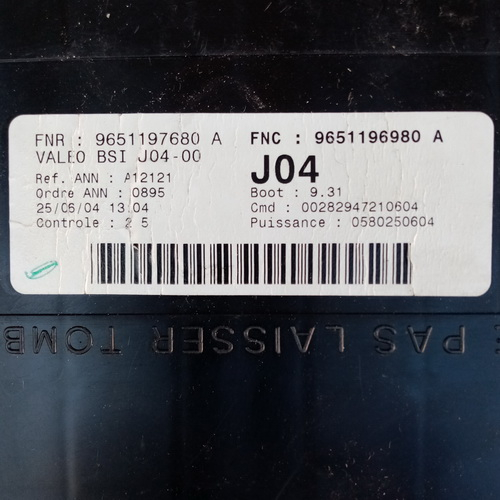 FNR : 9651197680 A
FNC : 9651196980 A
VALEO BSI J04-00
J04
Ref. ANN : A12121
Ordre ANN : 0895
Boot : 9.31
25/06/04 13:04
Cmd : 00282947210604
Controle : 2 5
Puissance : 0580250604
PAS LAISSER TOMB